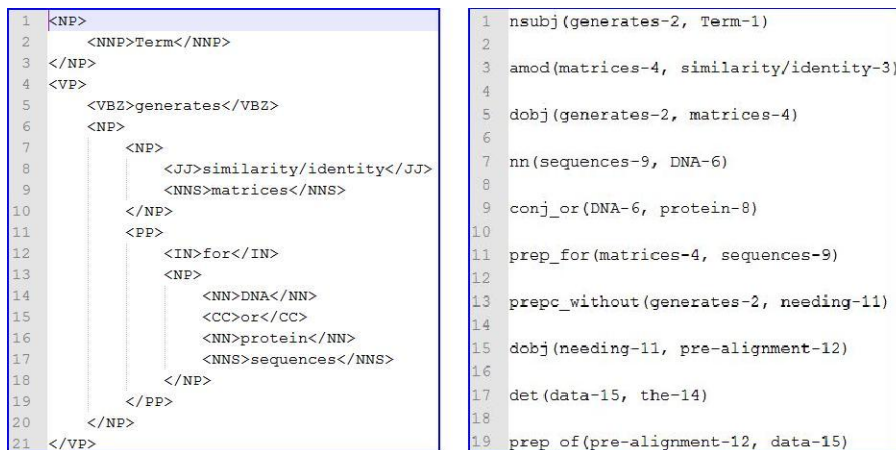 1 <NP>
2 <NNP>Term</NNP>
3 </NP>
4 <VP>
5 <VBZ>generates</VBZ>
6 <NP>
7 <NP>
8 <JJ>similarity/identity</JJ>
9 <NNS>matrices</NNS>
10 </NP>
11 <PP>
12 <IN>for</IN>
13 <NP>
14 <NN>DNA</NN>
15 <CC>or</CC>
16 <NN>protein</NN>
17 <NNS>sequences</NNS>
18 </NP>
19 </PP>
20 </NP>
21 </VP>
1 nsubj(generates-2, Term-1)
2
3 amod(matrices-4, similarity/identity-3)
4
5 dobj(generates-2, matrices-4)
6
7 nn(sequences-9, DNA-6)
8
9 conj_or(DNA-6, protein-8)
10
11 prep_for(matrices-4, sequences-9)
12
13 prepc_without(generates-2, needing-11)
14
15 dobj(needing-11, pre-alignment-12)
16
17 det(data-15, the-14)
18
19 prep_of(pre-alignment-12, data-15)